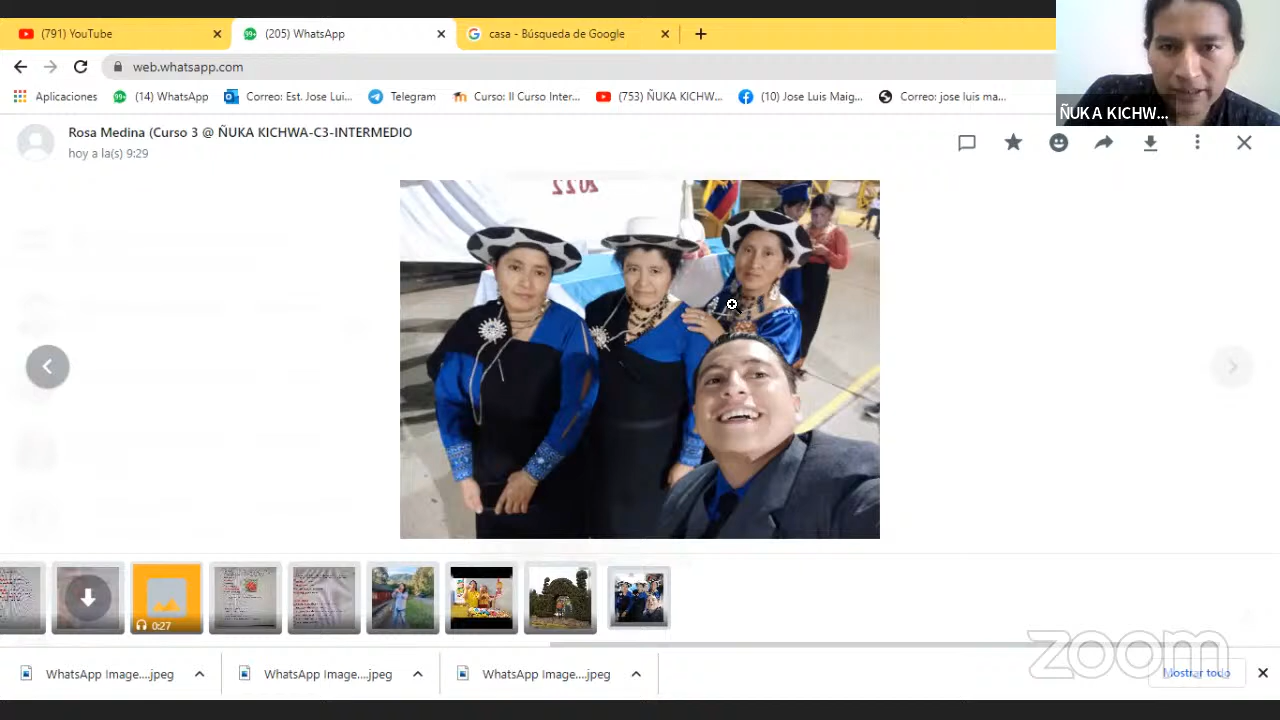 (791) YouTube
(205) WhatsApp
casa - Búsqueda de Google
web.whatsapp.com
Aplicaciones
(14) WhatsApp
Correo: Est. Jose Lui...
Telegram
Curso: II Curso Inter...
(753) ÑUKA KICHW...
(10) Jose Luis Maig...
Correo: jose luis ma...
ÑUKA KICHW...
Rosa Medina (Curso 3 @ ÑUKA KICHWA-C3-INTERMEDIO
hoy a la(s) 9:29
2022
0:27
WhatsApp Image....jpeg
WhatsApp Image....jpeg
WhatsApp Image....jpeg
Mostrar todo
zoom